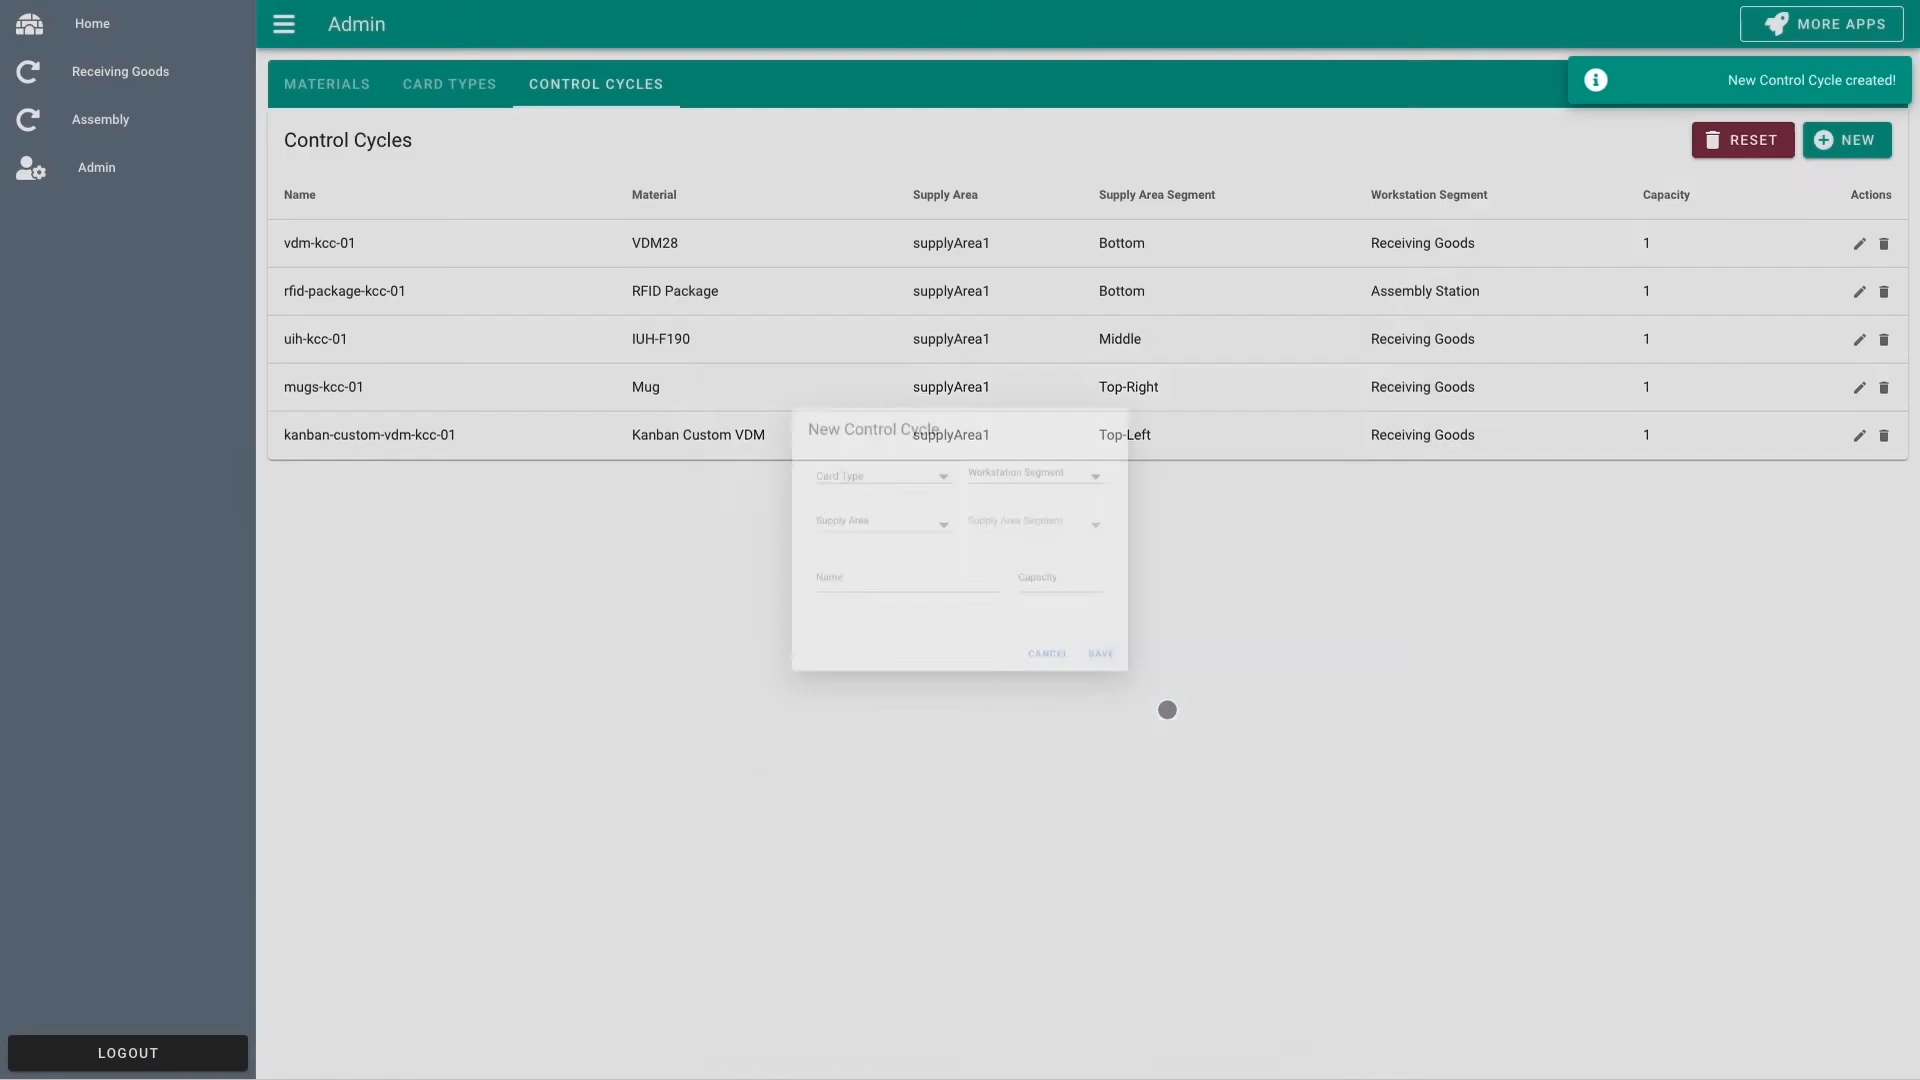 Home
Receiving Goods
Assembly
Admin
LOGOUT
Admin
MORE APPS
MATERIALS CARD TYPES CONTROL CYCLES
New Control Cycle created!
Control Cycles
RESET NEW
Name Material Supply Area Supply Area Segment Workstation Segment Capacity Actions
vdm-kcc-01 VDM28 supplyArea1 Bottom Receiving Goods 1
rfid-package-kcc-01 RFID Package supplyArea1 Bottom Assembly Station 1
uih-kcc-01 IUH-F190 supplyArea1 Middle Receiving Goods 1
mugs-kcc-01 Mug supplyArea1 Top-Right Receiving Goods 1
kanban-custom-vdm-kcc-01 Kanban Custom VDM supplyArea1 Top-Left Receiving Goods 1
New Control Cycle
Card Type Workstation Segment
Supply Area Supply Area Segment
Name Capacity
CANCEL SAVE